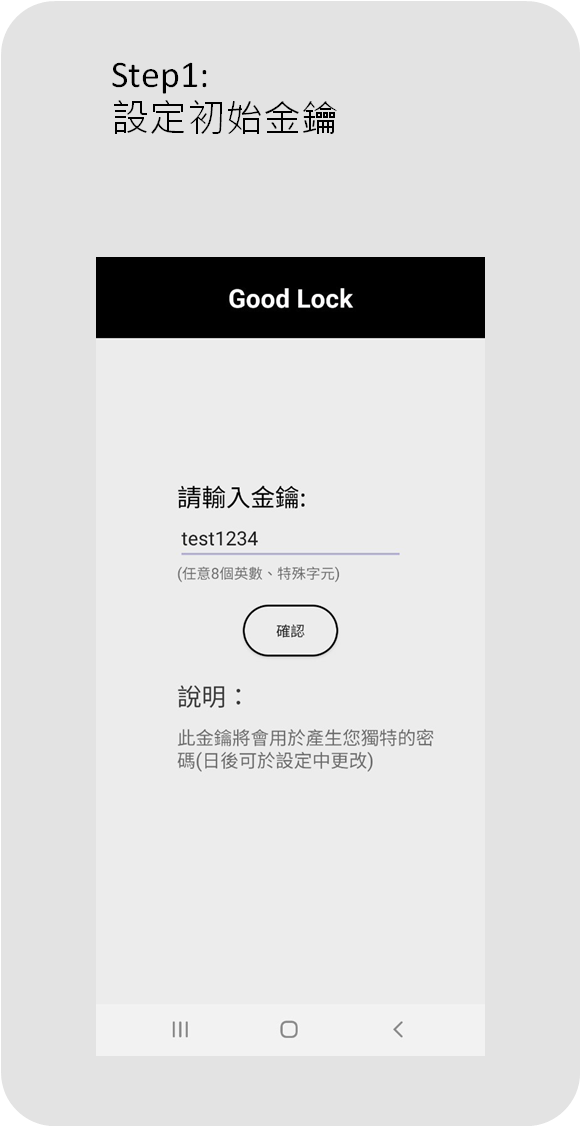 Step1:
設定初始金鑰
Good Lock
請輸入金鑰:
test1234
(任意8個英數、特殊字元)
確認
說明：
此金鑰將會用於產生您獨特的密
碼(日後可於設定中更改)